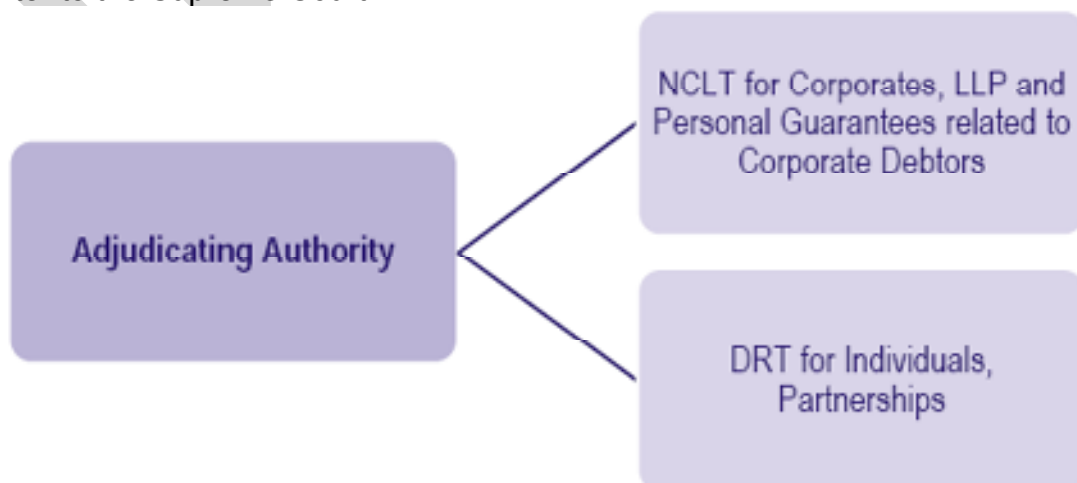 NCLT for Corporates, LLP and
Personal Guarantees related to
Corporate Debtors
Adjudicating Authority
DRT for Individuals,
Partnerships